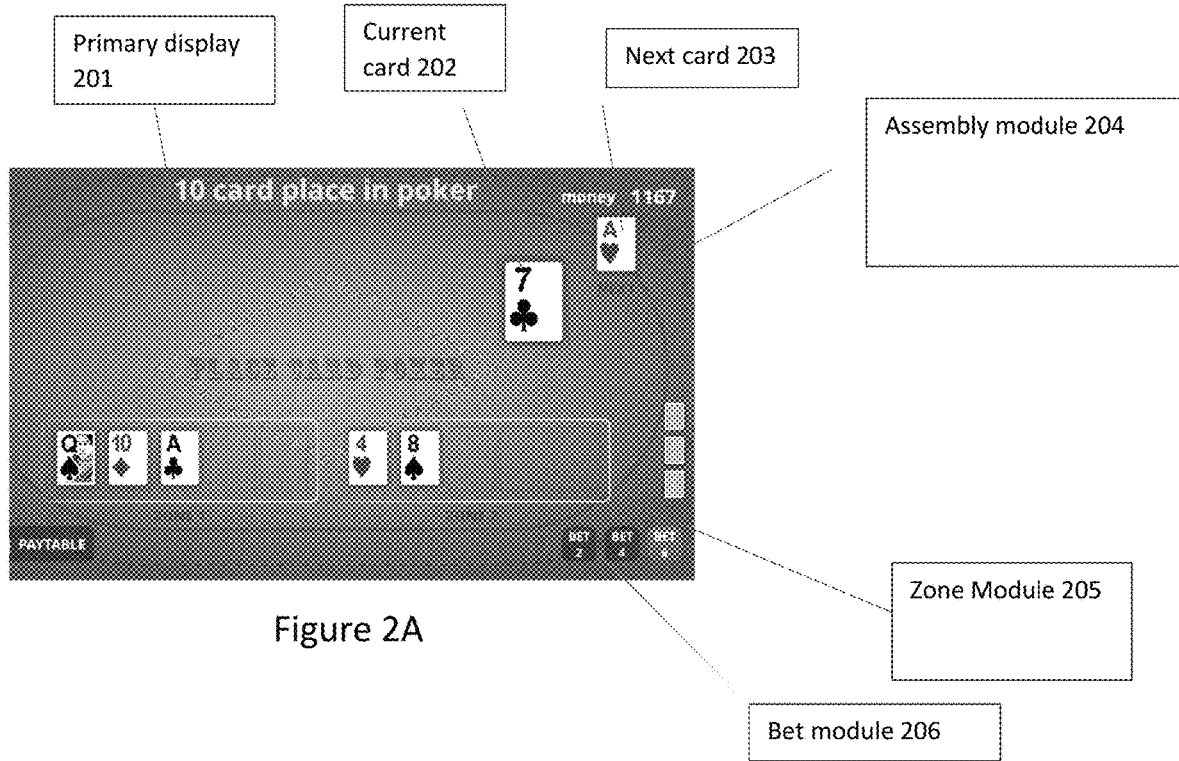 Primary display
201
Current
card 202
Next card 203
Assembly module 204
10 card place in poker
money 1167
A
7
Q
10
A
4
8
PAYTABLE
BET
2
BET
4
BET
Zone Module 205
Figure 2A
Bet module 206